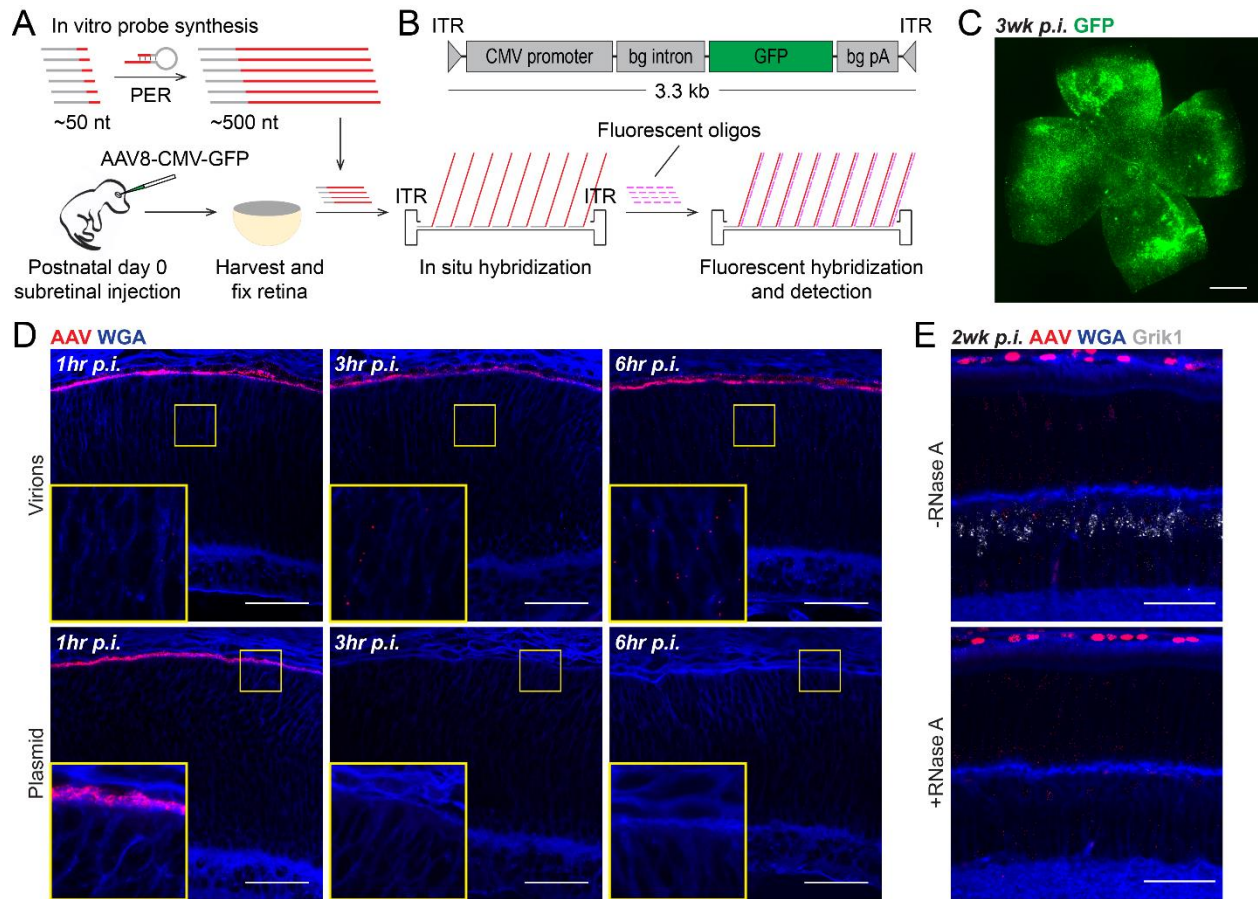 A
In vitro probe synthesis
PER
~50 nt
~500 nt
AAV8-CMV-GFP
Postnatal day 0
subretinal injection
Harvest and
fix retina
B
ITR
ITR
CMV promoter
bg intron
GFP
bg pA
3.3 kb
Fluorescent oligos
ITR
ITR
In situ hybridization
Fluorescent hybridization
and detection
C
3wk p.i. GFP
D
AAV WGA
Virions
1hr p.i.
3hr p.i.
6hr p.i.
Plasmid
1hr p.i.
3hr p.i.
6hr p.i.
E
2wk p.i. AAV WGA Grik1
-RNase A
+RNase A